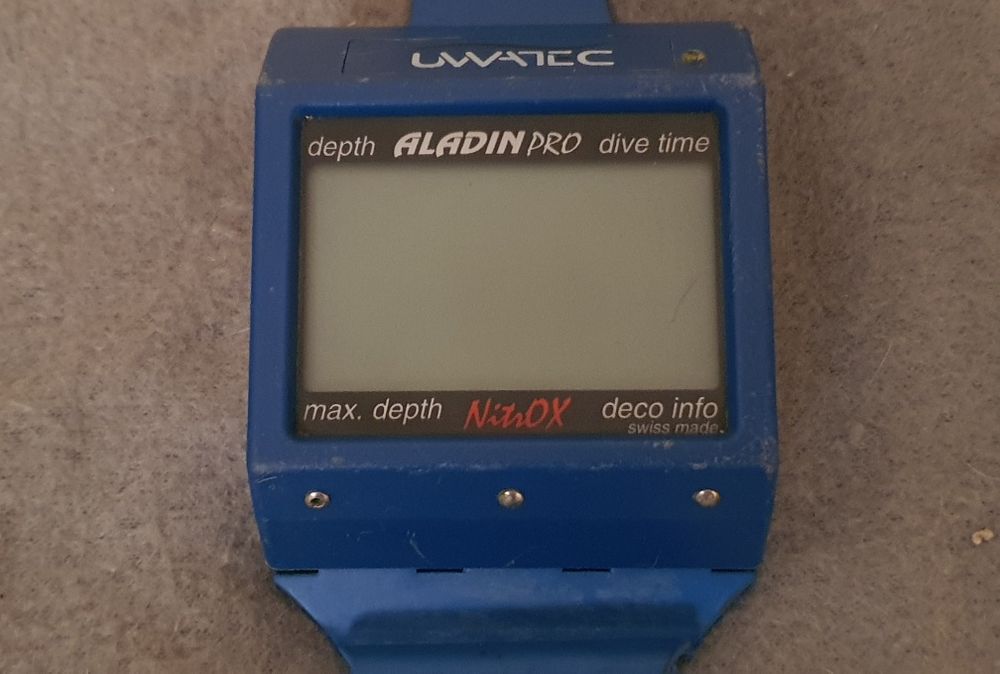 UWATEC
depth ALADIN PRO dive time
max. depth NitrOX deco info
swiss made